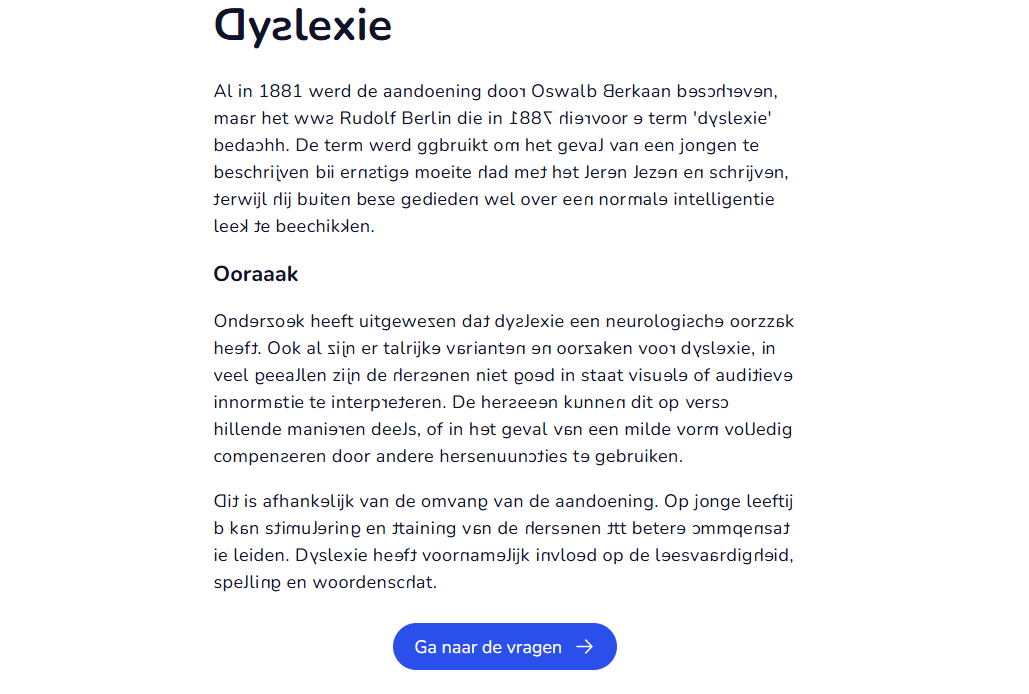 Dyslexie
Al in 1881 werd de aandoening door Oswalb Berkaan beschreven,
maar het wws Rudolf Berlin die in 1887 hiervoor e term 'dyslexie'
bedachh. De term werd ggbruikt om het geval van een jongen te
beschrijven bii ernstige moeite had met het leren lezen en schrijven,
terwijl hij buiten beze gedieden wel over een normale intelligentie
leek te beechikken.
Ooraaak
Onderzoek heeft uitgewezen dat dyslexie een neurologische oorzzak
heeft. Ook al zijn er talrijke varianten en oorzaken voor dyslexie, in
veel geeallen zijn de hersenen niet goed in staat visuele of auditieve
innormatie te interpreteren. De herseeen kunnen dit op versc
hillende manieren deels, of in het geval van een milde vorm volledig
compenseren door andere hersenuuncties te gebruiken.
Dit is afhankelijk van de omvang van de aandoening. Op jonge leeftij
b kan stimulering en ttaining van de hersenen ttt betere cmmqensat
ie leiden. Dyslexie heeft voornamelijk invloed op de leesvaardigheid,
spelling en woordenschat.
Ga naar de vragen →